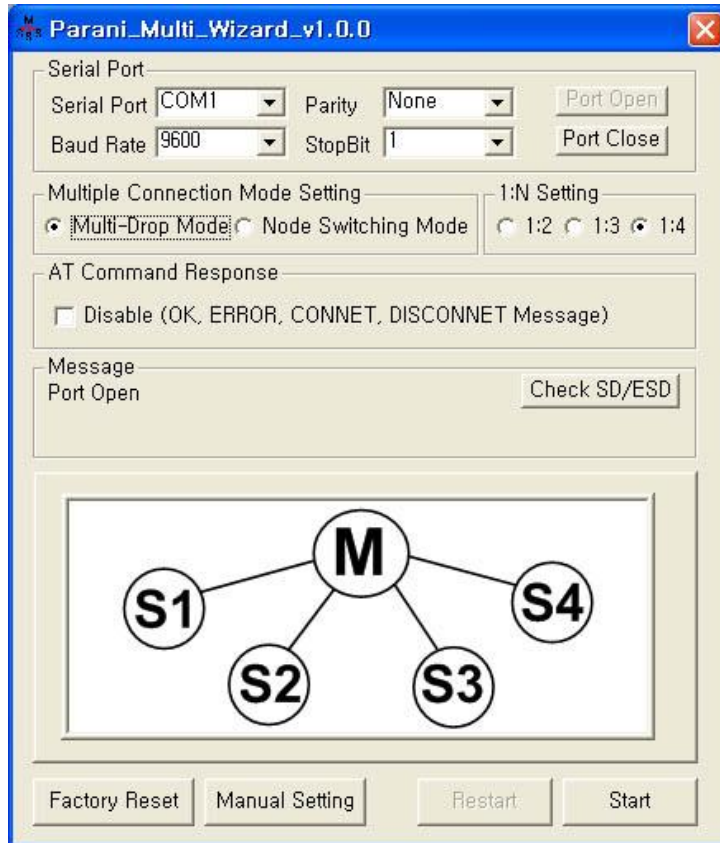 Parani_Multi_Wizard_v1.0.0
Serial Port
Serial Port COM1 Parity None Port Open
Baud Rate 9600 StopBit 1 Port Close
Multiple Connection Mode Setting 1:N Setting
Multi-Drop Mode Node Switching Mode 1:2 1:3 1:4
AT Command Response
Disable (OK, ERROR, CONNET, DISCONNET Message)
Message
Port Open Check SD/ESD
M
S1 S4
S2 S3
Factory Reset Manual Setting Restart Start